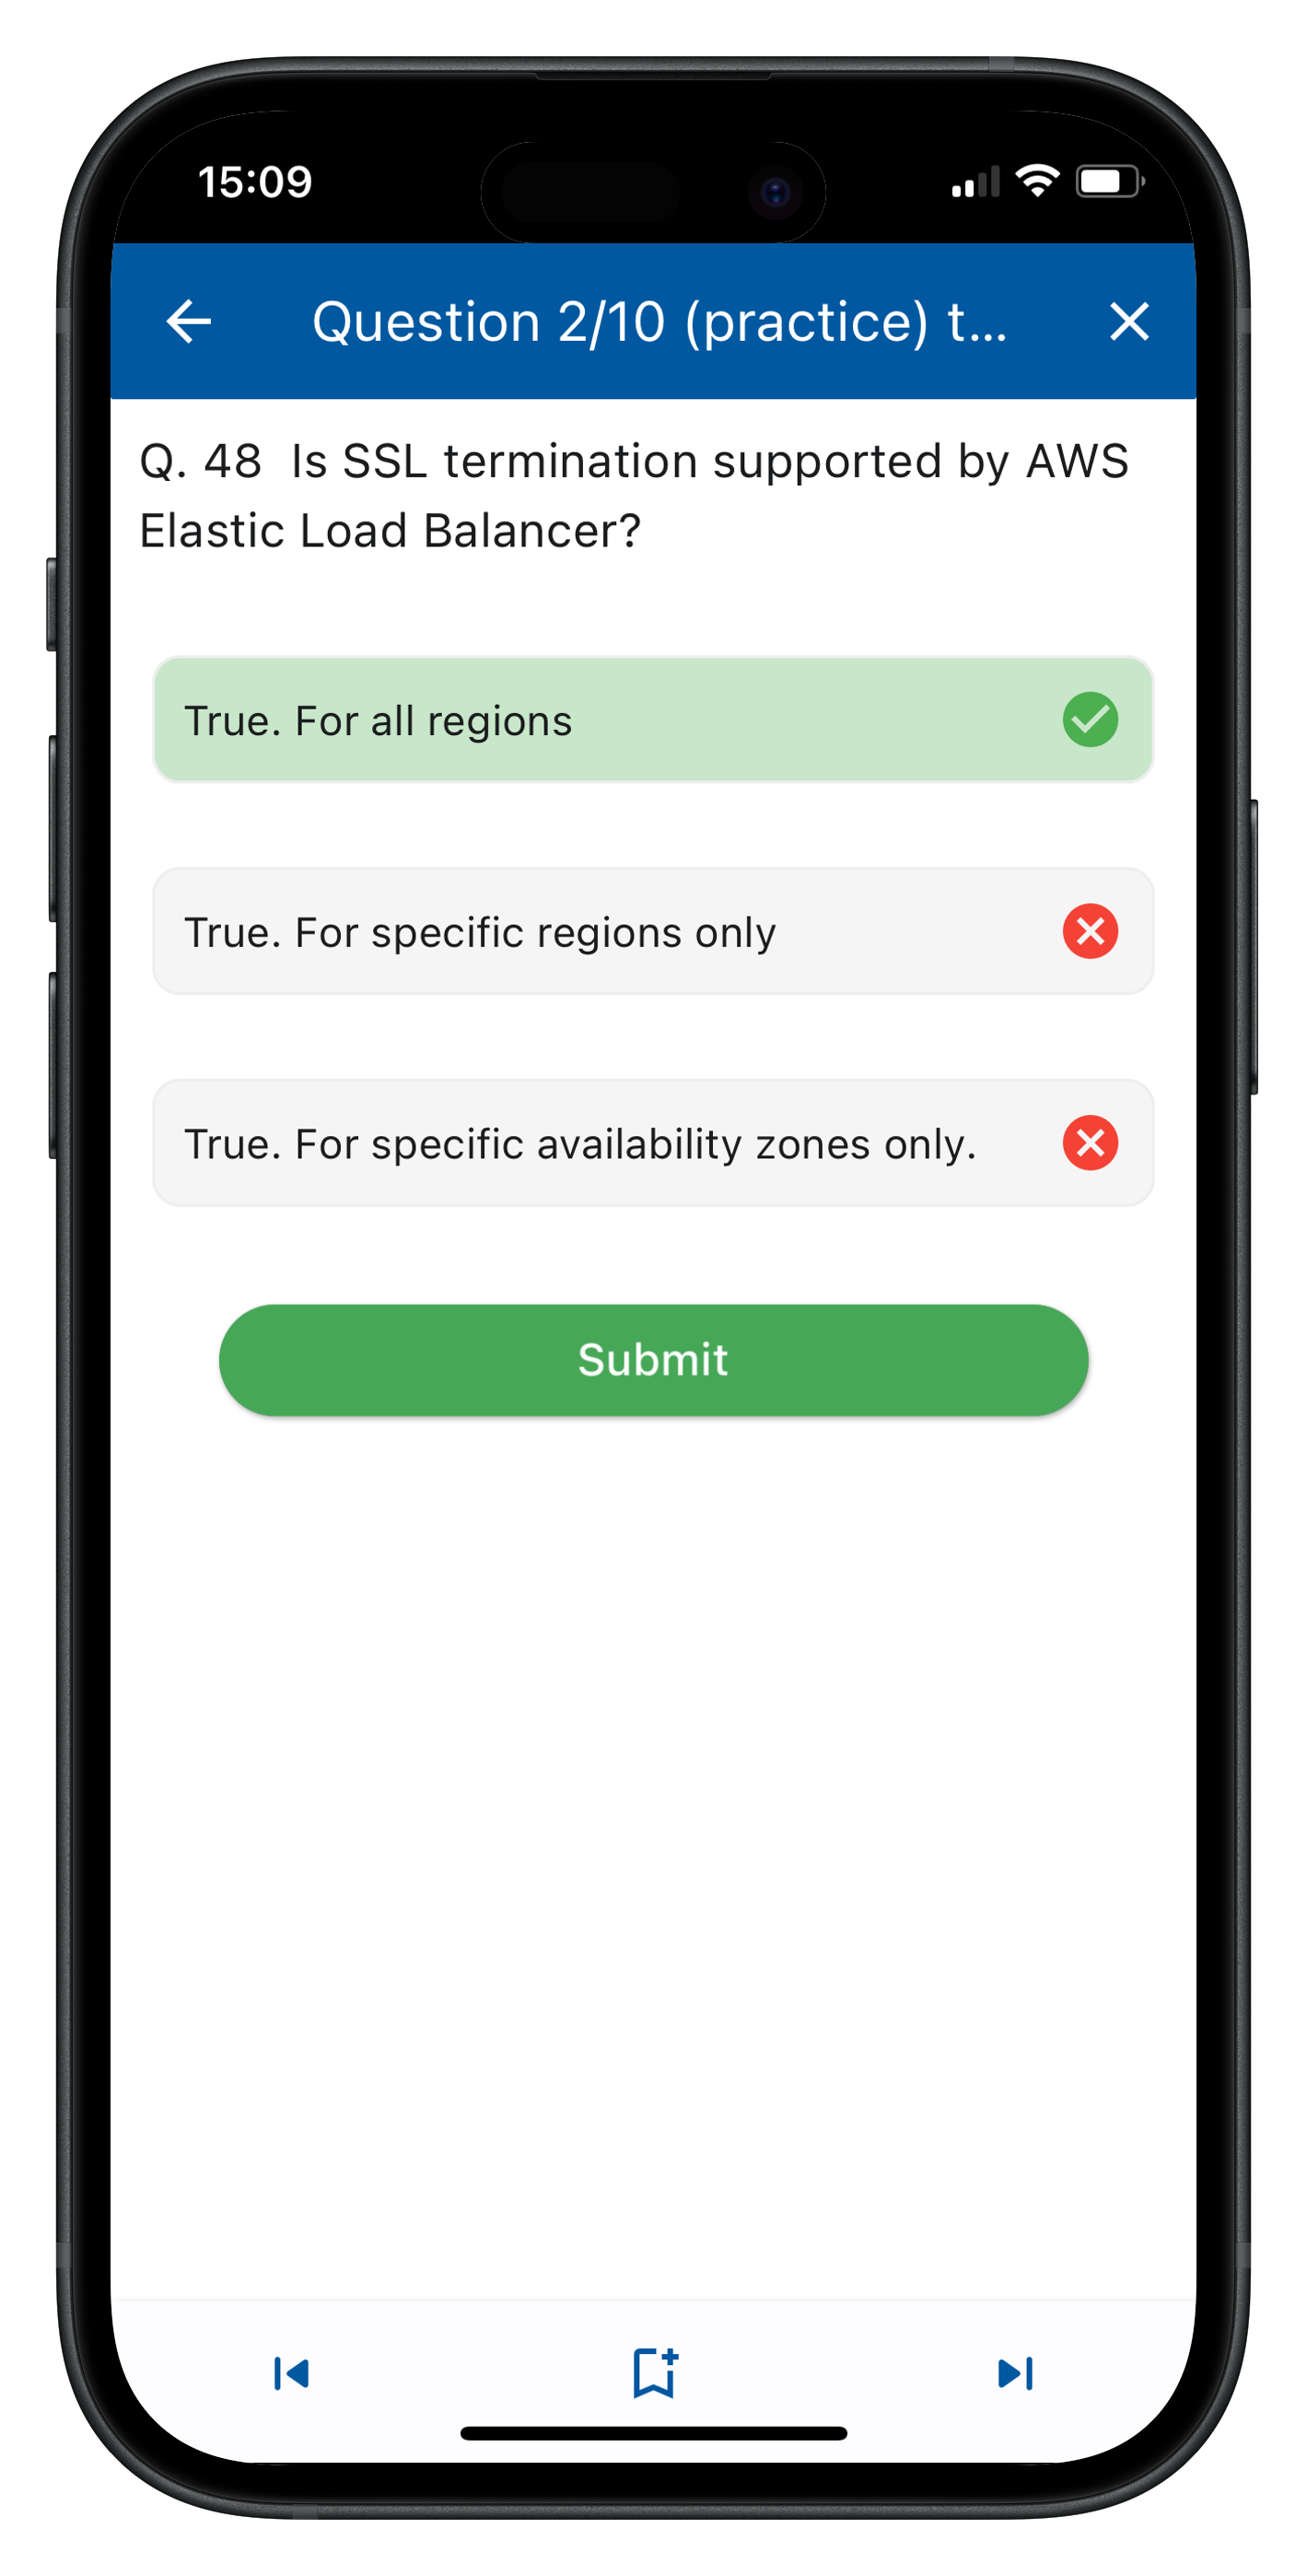 15:09
Question 2/10 (practice) t...
Q. 48 Is SSL termination supported by AWS
Elastic Load Balancer?
True. For all regions
True. For specific regions only
True. For specific availability zones only.
Submit